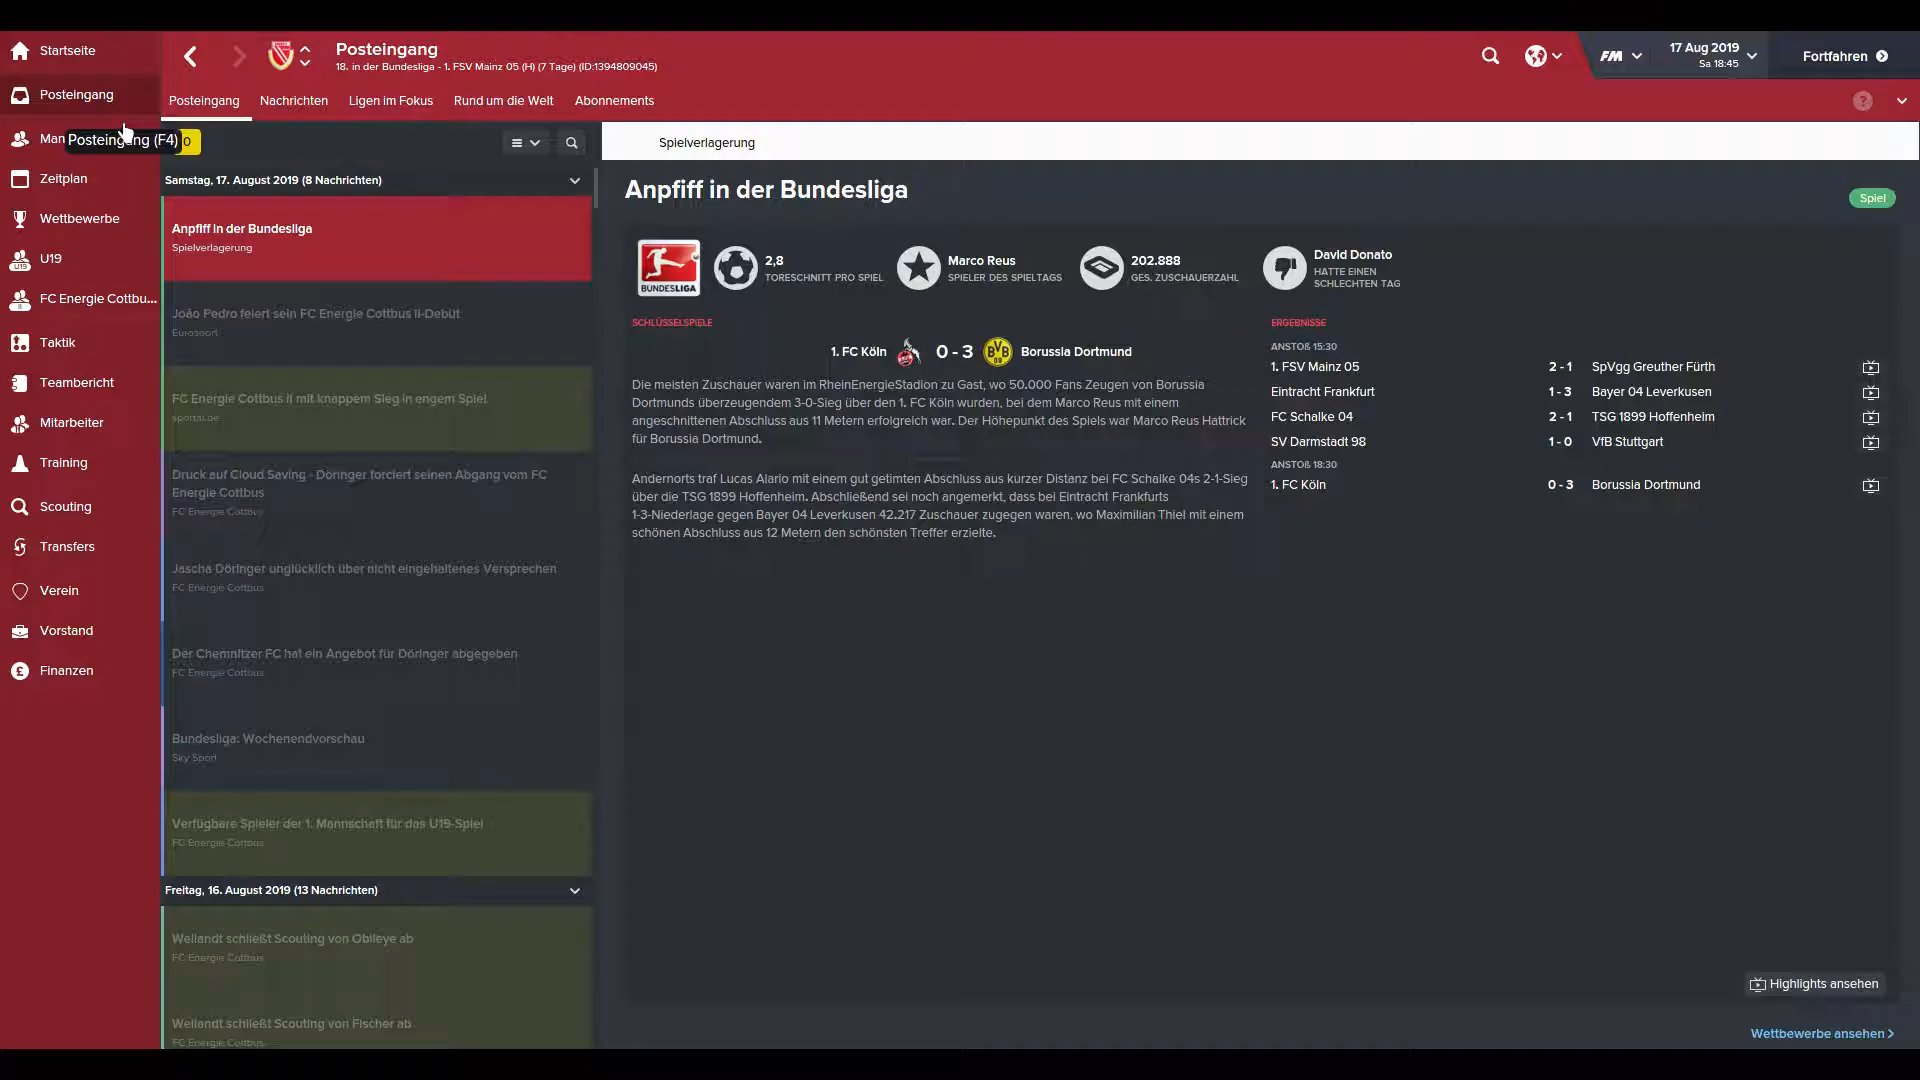 Startseite
Posteingang
Man
Posteingang (F4)
Zeitplan
Wettbewerbe
U19
FC Energie Cottbu...
Taktik
Teambericht
Mitarbeiter
Training
Scouting
Transfers
Verein
Vorstand
Finanzen
Posteingang
18. in der Bundesliga - 1. FSV Mainz 05 (H) (7 Tage) (ID:1394809045)
FM
17 Aug 2019
Sa 18:45
Fortfahren
Posteingang Nachrichten Ligen im Fokus Rund um die Welt Abonnements
?
0
Samstag, 17. August 2019 (8 Nachrichten)
Anpfiff in der Bundesliga
Spielverlagerung
João Pedro feiert sein FC Energie Cottbus II-Debüt
Eurosport
FC Energie Cottbus II mit knappem Sieg in engem Spiel
sportal.de
Druck auf Cloud Saving - Döringer forciert seinen Abgang vom FC
Energie Cottbus
FC Energie Cottbus
Jascha Döringer unglücklich über nicht eingehaltenes Versprechen
FC Energie Cottbus
Der Chemnitzer FC hat ein Angebot für Döringer abgegeben
FC Energie Cottbus
Bundesliga: Wochenendvorschau
Sky Sport
Verfügbare Spieler der 1. Mannschaft für das U19-Spiel
FC Energie Cottbus
Freitag, 16. August 2019 (13 Nachrichten)
Weilandt schließt Scouting von Obileye ab
FC Energie Cottbus
Weilandt schließt Scouting von Fischer ab
FC Energie Cottbus
Spielverlagerung
Anpfiff in der Bundesliga
Spiel
BUNDESLIGA
2,8
TORESCHNITT PRO SPIEL
Marco Reus
SPIELER DES SPIELTAGS
202.888
GES. ZUSCHAUERZAHL
David Donato
HATTE EINEN
SCHLECHTEN TAG
SCHLÜSSELSPIELE
1. FC Köln 0 - 3 BVB 09 Borussia Dortmund
Die meisten Zuschauer waren im RheinEnergieStadion zu Gast, wo 50.000 Fans Zeugen von Borussia
Dortmunds überzeugendem 3-0-Sieg über den 1. FC Köln wurden, bei dem Marco Reus mit einem
angeschnittenen Abschluss aus 11 Metern erfolgreich war. Der Höhepunkt des Spiels war Marco Reus Hattrick
für Borussia Dortmund.
Andernorts traf Lucas Alario mit einem gut getimten Abschluss aus kurzer Distanz bei FC Schalke 04s 2-1-Sieg
über die TSG 1899 Hoffenheim. Abschließend sei noch angemerkt, dass bei Eintracht Frankfurts
1-3-Niederlage gegen Bayer 04 Leverkusen 42.217 Zuschauer zugegen waren, wo Maximilian Thiel mit einem
schönen Abschluss aus 12 Metern den schönsten Treffer erzielte.
ERGEBNISSE
ANSTOß 15:30
1. FSV Mainz 05 2 - 1 SpVgg Greuther Fürth
Eintracht Frankfurt 1 - 3 Bayer 04 Leverkusen
FC Schalke 04 2 - 1 TSG 1899 Hoffenheim
SV Darmstadt 98 1 - 0 VfB Stuttgart
ANSTOß 18:30
1. FC Köln 0 - 3 Borussia Dortmund
Highlights ansehen
Wettbewerbe ansehen >